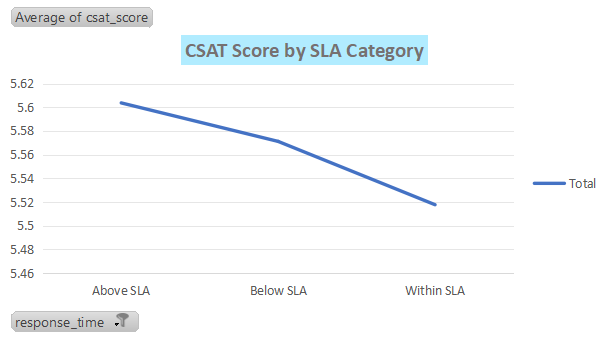 Average of csat_score
CSAT Score by SLA Category
5.62
5.6
5.58
5.56
5.54
5.52
5.5
5.48
5.46
Above SLA
Below SLA
Within SLA
Total
response_time